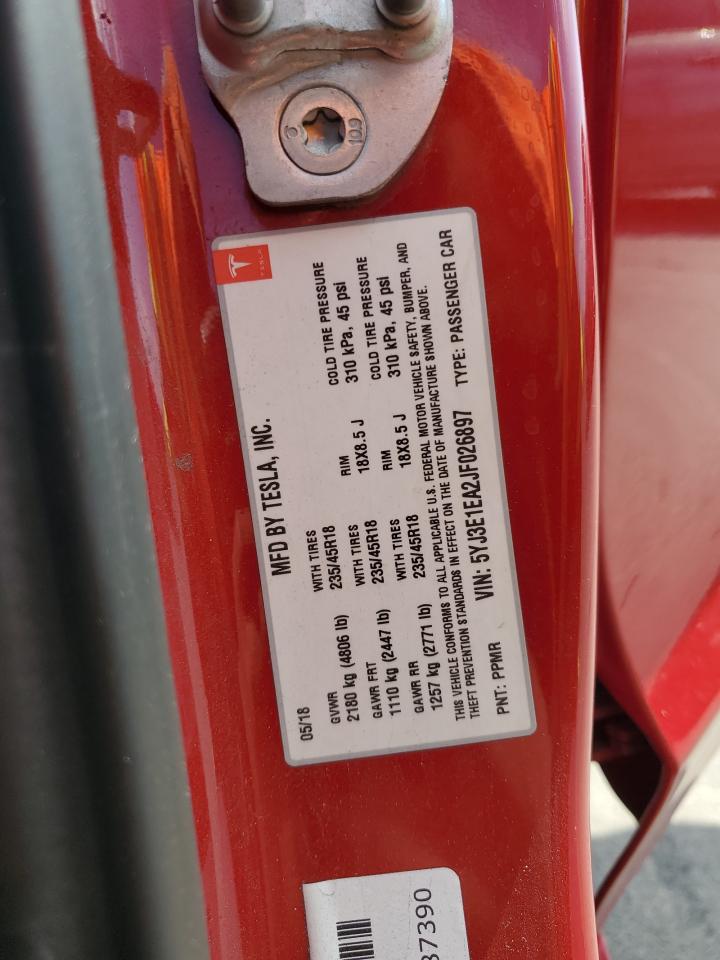 109
TESLA
MFD BY TESLA, INC.
05/18
GVWR WITH TIRES RIM COLD TIRE PRESSURE
2180 kg (4806 lb) 235/45R18 18X8.5 J 310 kPa, 45 psi
GAWR FRT WITH TIRES RIM COLD TIRE PRESSURE
1110 kg (2447 lb) 235/45R18 18X8.5 J 310 kPa, 45 psi
GAWR RR WITH TIRES
1257 kg (2771 lb) 235/45R18
THIS VEHICLE CONFORMS TO ALL APPLICABLE U.S. FEDERAL MOTOR VEHICLE SAFETY, BUMPER, AND
THEFT PREVENTION STANDARDS IN EFFECT ON THE DATE OF MANUFACTURE SHOWN ABOVE.
PNT: PPMR VIN: 5YJ3E1EA2JF026897 TYPE: PASSENGER CAR
37390